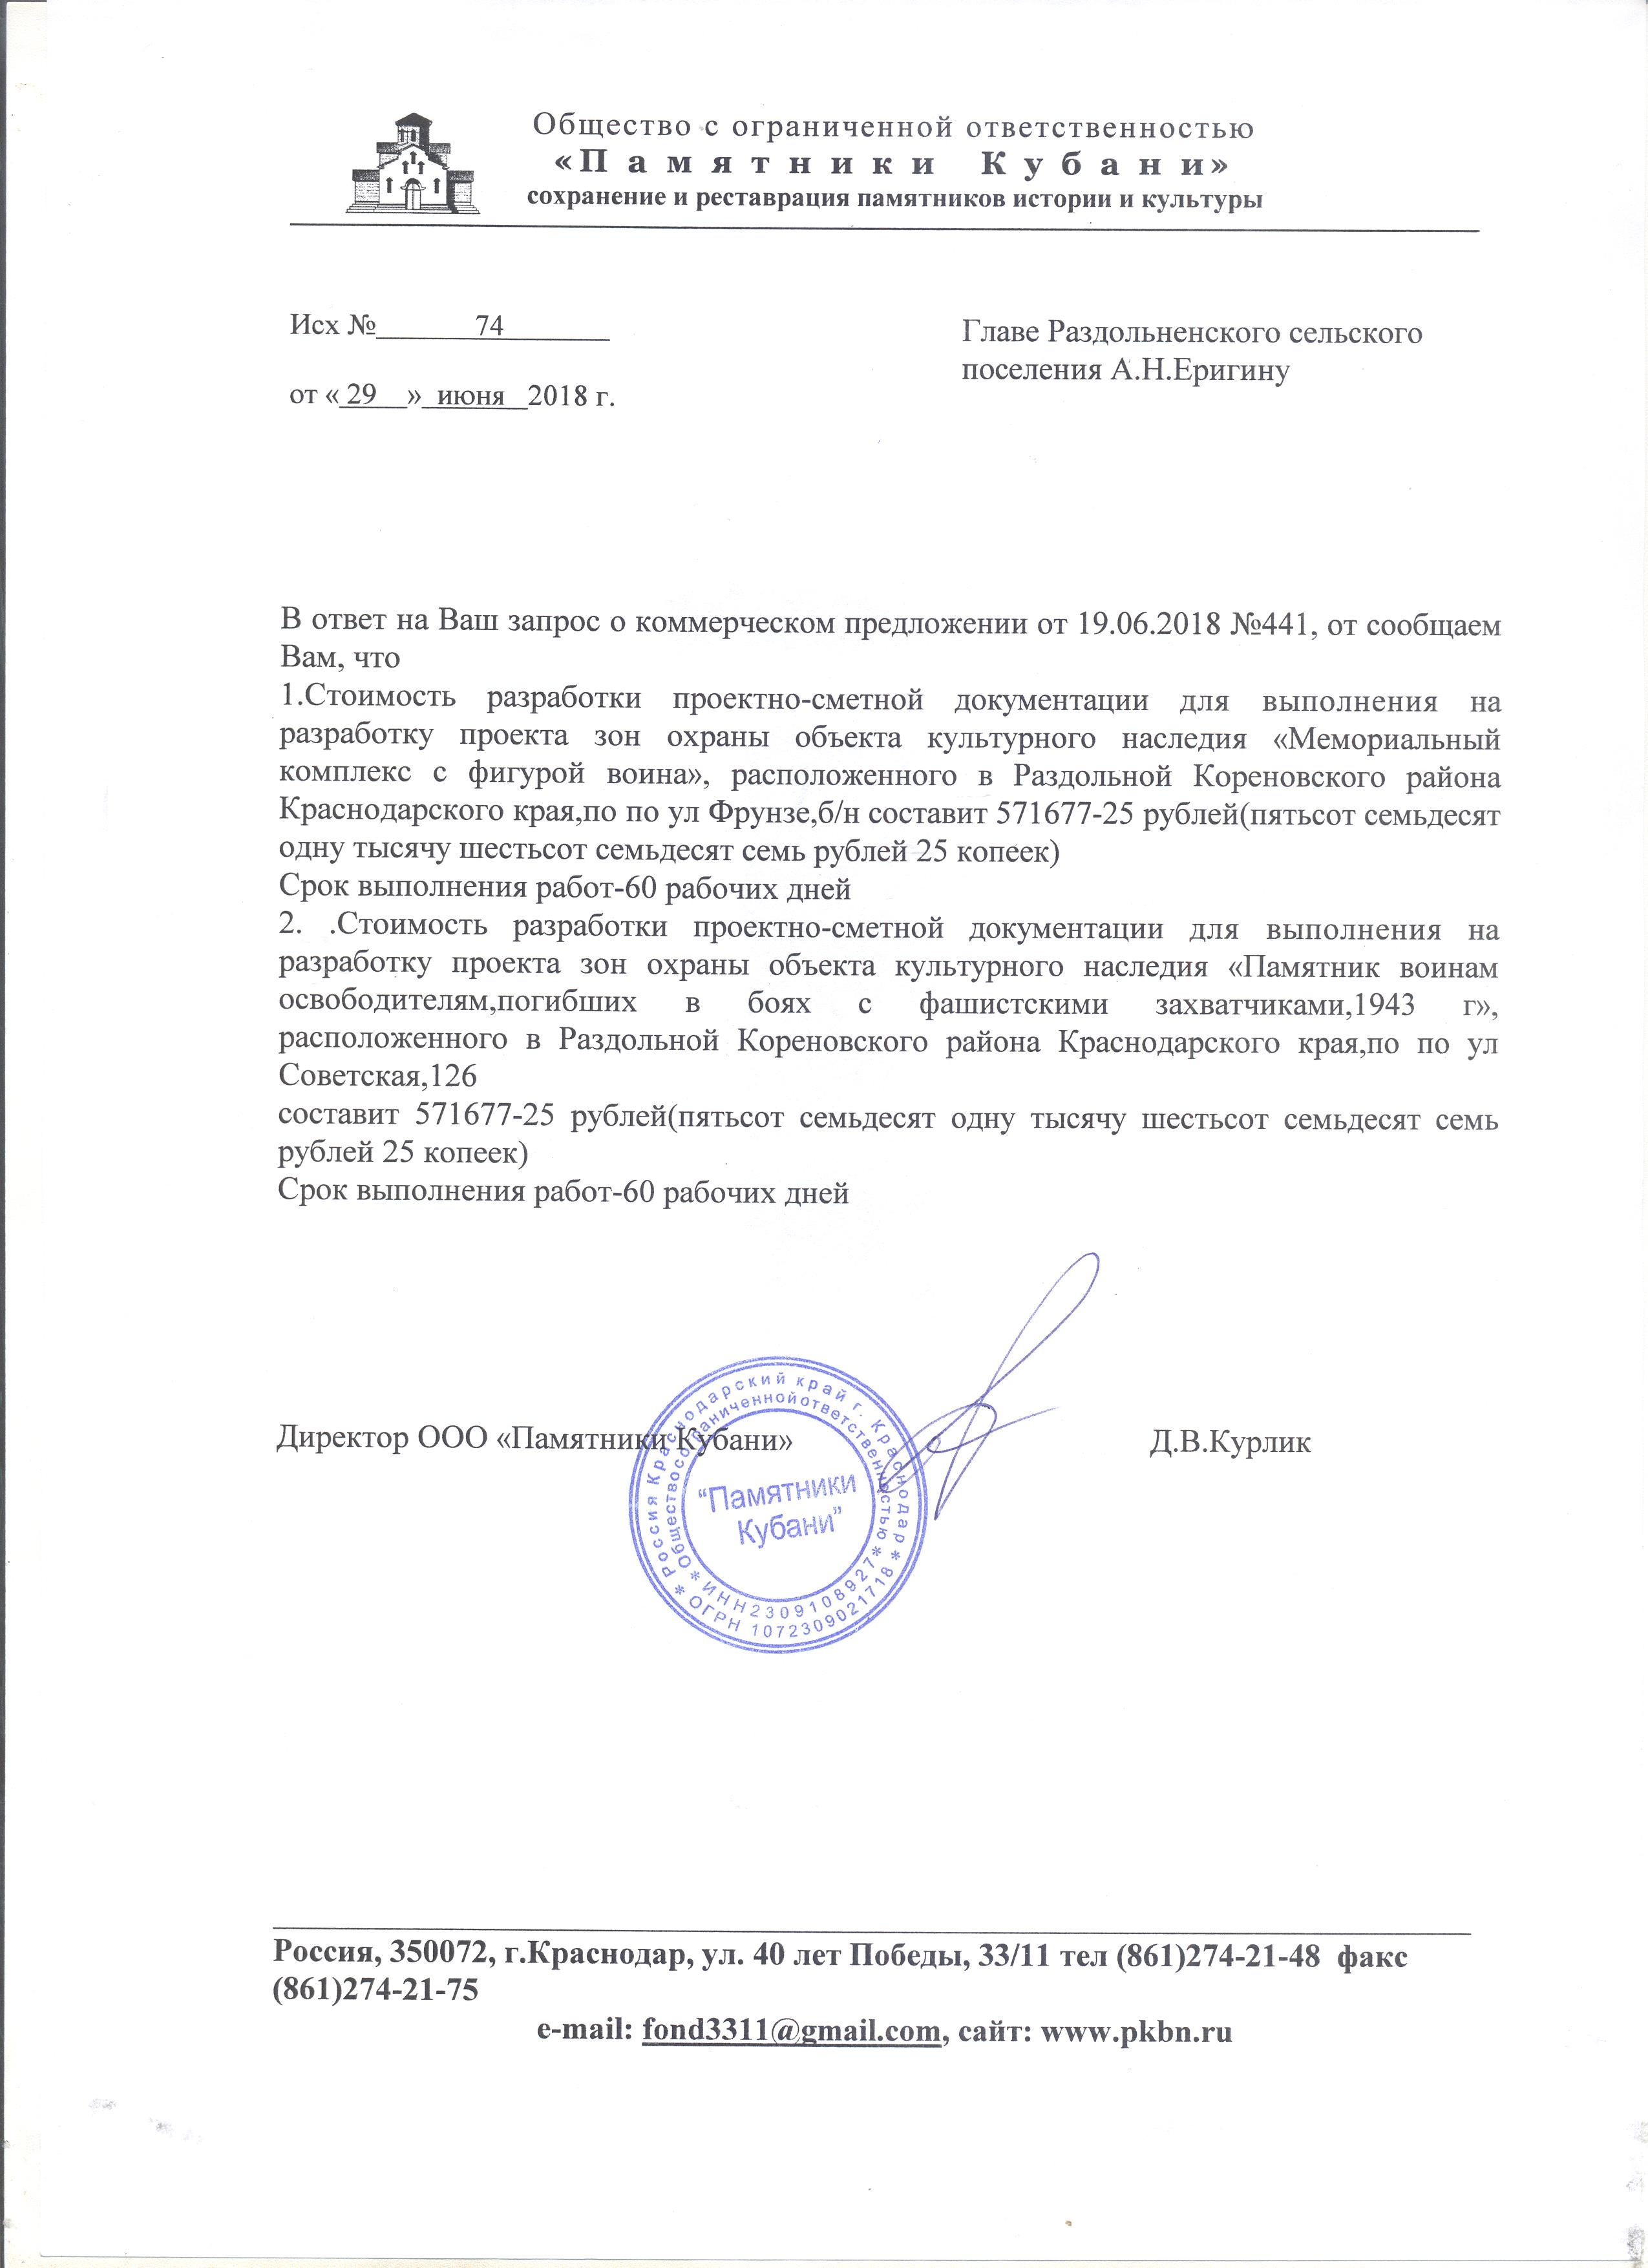 Общество с ограниченной ответственностью
«Памятники Кубани»
сохранение и реставрация памятников истории и культуры
Исх № 74
от « 29 » июня 2018 г.
Главе Раздольненского сельского
поселения А.Н.Еригину
В ответ на Ваш запрос о коммерческом предложении от 19.06.2018 №441, от сообщаем
Вам, что
1.Стоимость разработки проектно-сметной документации для выполнения на
разработку проекта зон охраны объекта культурного наследия «Мемориальный
комплекс с фигурой воина», расположенного в Раздольной Кореновского района
Краснодарского края,по по ул Фрунзе,б/н составит 571677-25 рублей(пятьсот семьдесят
одну тысячу шестьсот семьдесят семь рублей 25 копеек)
Срок выполнения работ-60 рабочих дней
2. .Стоимость разработки проектно-сметной документации для выполнения на
разработку проекта зон охраны объекта культурного наследия «Памятник воинам
освободителям,погибших в боях с фашистскими захватчиками,1943 г»,
расположенного в Раздольной Кореновского района Краснодарского края,по по ул
Советская,126
составит 571677-25 рублей(пятьсот семьдесят одну тысячу шестьсот семьдесят семь
рублей 25 копеек)
Срок выполнения работ-60 рабочих дней
Директор ООО «Памятники Кубани»
Д.В.Курлик
* Россия Краснодарский край г. Краснодар *
ОГРН 1072309021718
* Общество с ограниченной ответственностью *
ИНН2309108927
"Памятники
Кубани"
Россия, 350072, г.Краснодар, ул. 40 лет Победы, 33/11 тел (861)274-21-48 факс
(861)274-21-75
e-mail: fond3311@gmail.com, сайт: www.pkbn.ru